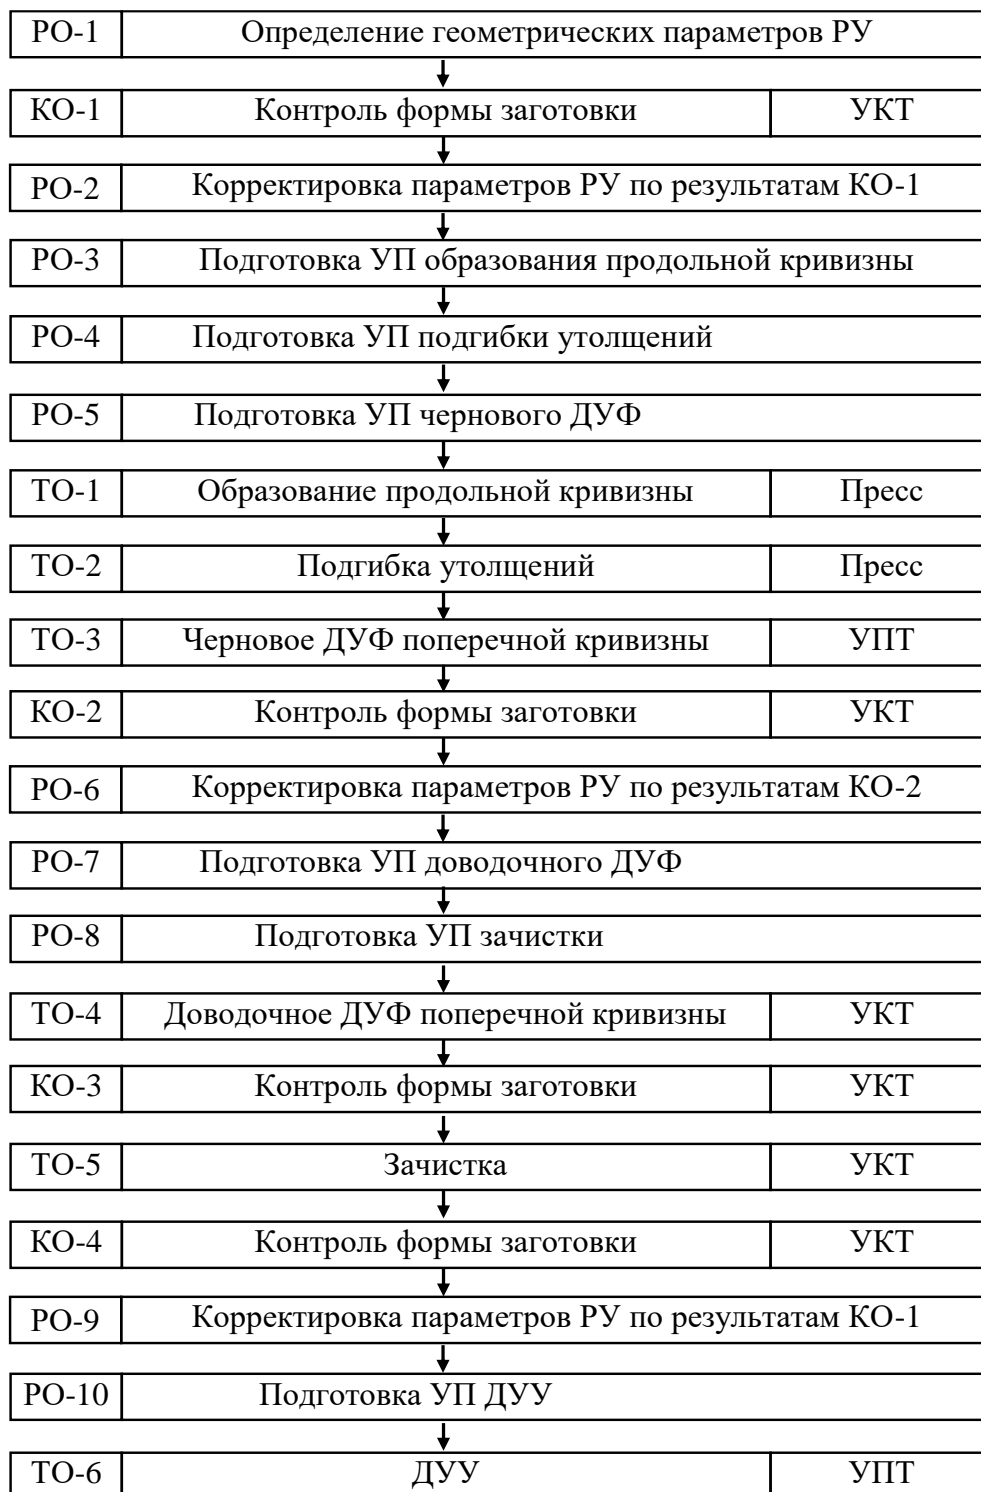 РО-1 Определение геометрических параметров РУ
КО-1 Контроль формы заготовки УКТ
РО-2 Корректировка параметров РУ по результатам КО-1
РО-3 Подготовка УП образования продольной кривизны
РО-4 Подготовка УП подгибки утолщений
РО-5 Подготовка УП чернового ДУФ
ТО-1 Образование продольной кривизны Пресс
ТО-2 Подгибка утолщений Пресс
ТО-3 Черновое ДУФ поперечной кривизны УПТ
КО-2 Контроль формы заготовки УКТ
РО-6 Корректировка параметров РУ по результатам КО-2
РО-7 Подготовка УП доводочного ДУФ
РО-8 Подготовка УП зачистки
ТО-4 Доводочное ДУФ поперечной кривизны УКТ
КО-3 Контроль формы заготовки УКТ
ТО-5 Зачистка УКТ
КО-4 Контроль формы заготовки УКТ
РО-9 Корректировка параметров РУ по результатам КО-1
РО-10 Подготовка УП ДУУ
ТО-6 ДУУ УПТ